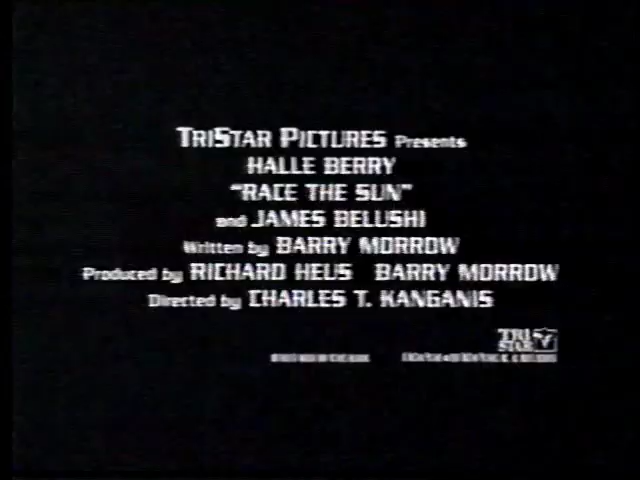 TRISTAR PICTURES Presents
HALLE BERRY
"RACE THE SUN"
and JAMES BELUSHI
Written by BARRY MORROW
Produced by RICHARD HEUS BARRY MORROW
Directed by CHARLES T. KANGANIS
TRI
STAR